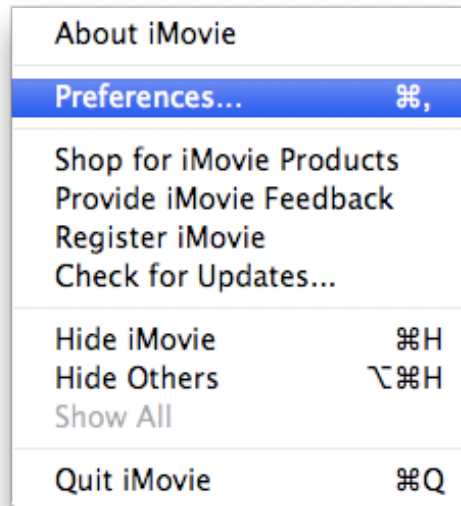 About iMovie
Preferences... ⌘,
Shop for iMovie Products
Provide iMovie Feedback
Register iMovie
Check for Updates...
Hide iMovie ⌘H
Hide Others ⌥⌘H
Show All
Quit iMovie ⌘Q